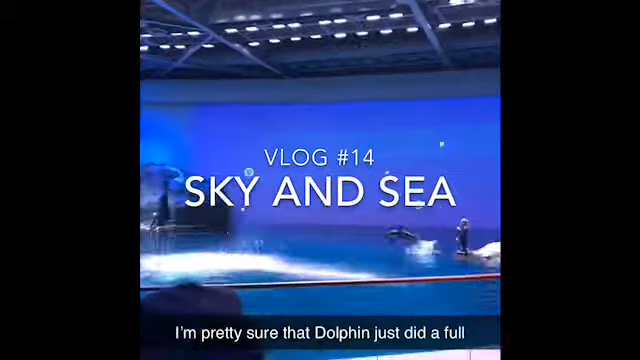 VLOG #14
SKY AND SEA
I'm pretty sure that Dolphin just did a full